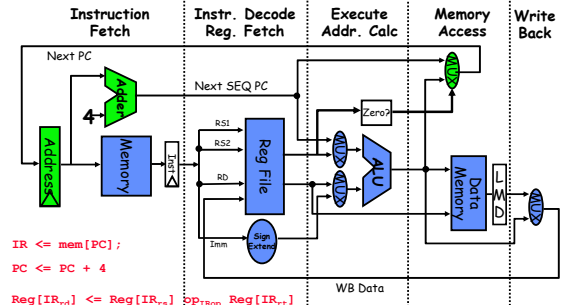 Instruction Fetch
Instr. Decode Reg. Fetch
Execute Addr. Calc
Memory Access
Write Back
Next PC
Next SEQ PC
Adder
4
MUX
Zero?
Address
Memory
Inst
RS1
RS2
RD
Reg File
MUX
MUX
ALU
Data Memory
L
M
D
MUX
Imm
Sign Extend
WB Data
IR <= mem[PC];
PC <= PC + 4
Reg[IRrd] <= Reg[IRrs] opIRop Reg[IRrt]